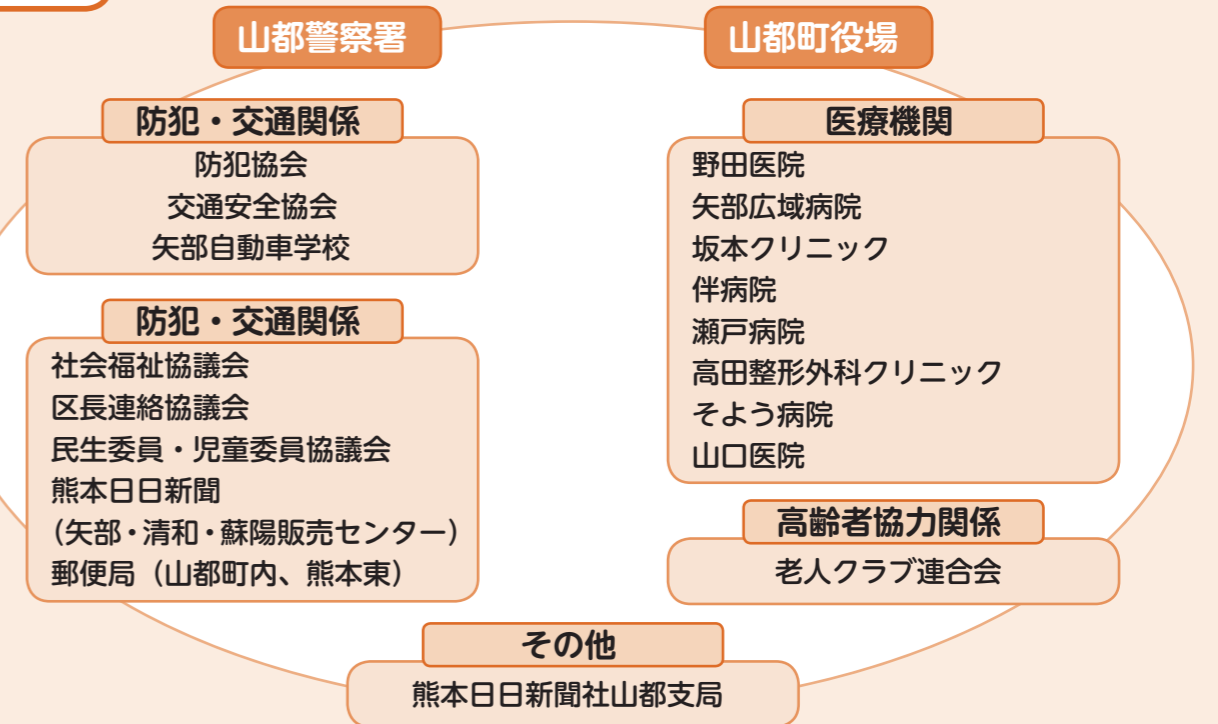 山都警察署
山都町役場
防犯・交通関係
防犯協会
交通安全協会
矢部自動車学校
防犯・交通関係
社会福祉協議会
区長連絡協議会
民生委員・児童委員協議会
熊本日日新聞
（矢部・清和・蘇陽販売センター）
郵便局（山都町内、熊本東）
医療機関
野田医院
矢部広域病院
坂本クリニック
伴病院
瀬戸病院
高田整形外科クリニック
そよう病院
山口医院
高齢者協力関係
老人クラブ連合会
その他
熊本日日新聞社山都支局